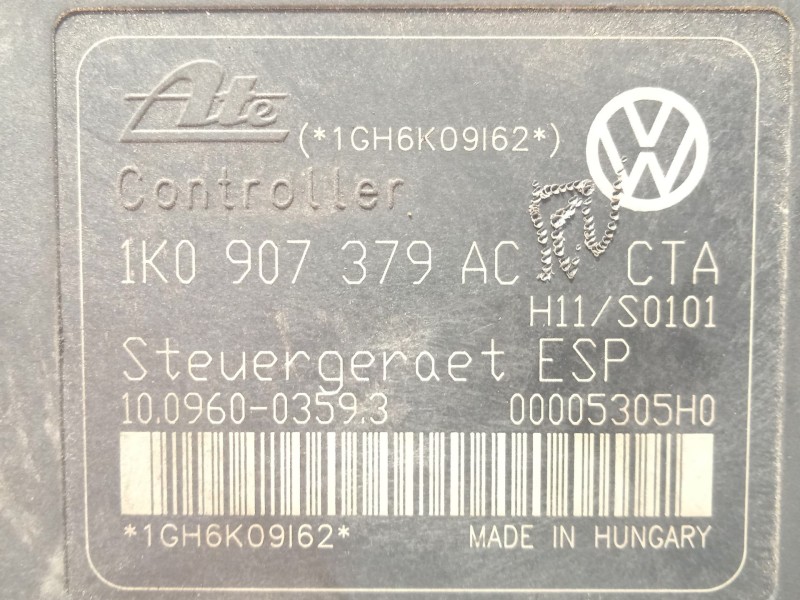 Ate
(*1GH6K09I62*)
VW
Controller
1K0 907 379 AC CTA
H11/S0101
Steuergeraet ESP
10.0960-0359.3 00005305H0
*1GH6K09I62* MADE IN HUNGARY